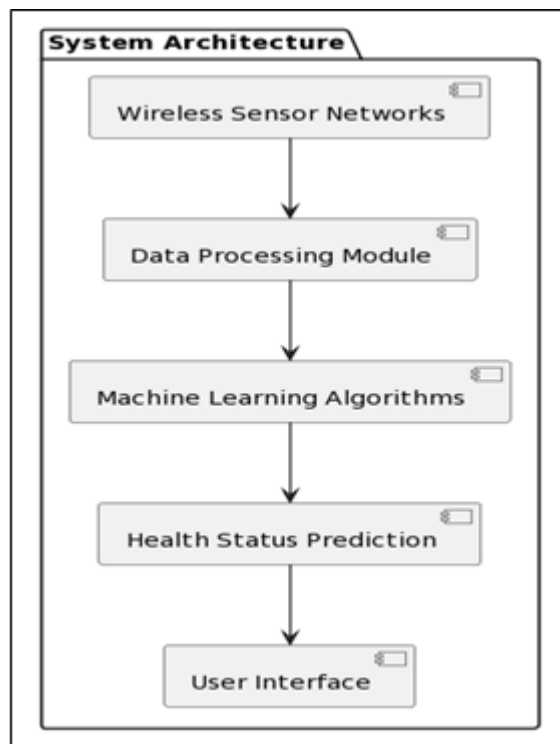 System Architecture
Wireless Sensor Networks
Data Processing Module
Machine Learning Algorithms
Health Status Prediction
User Interface